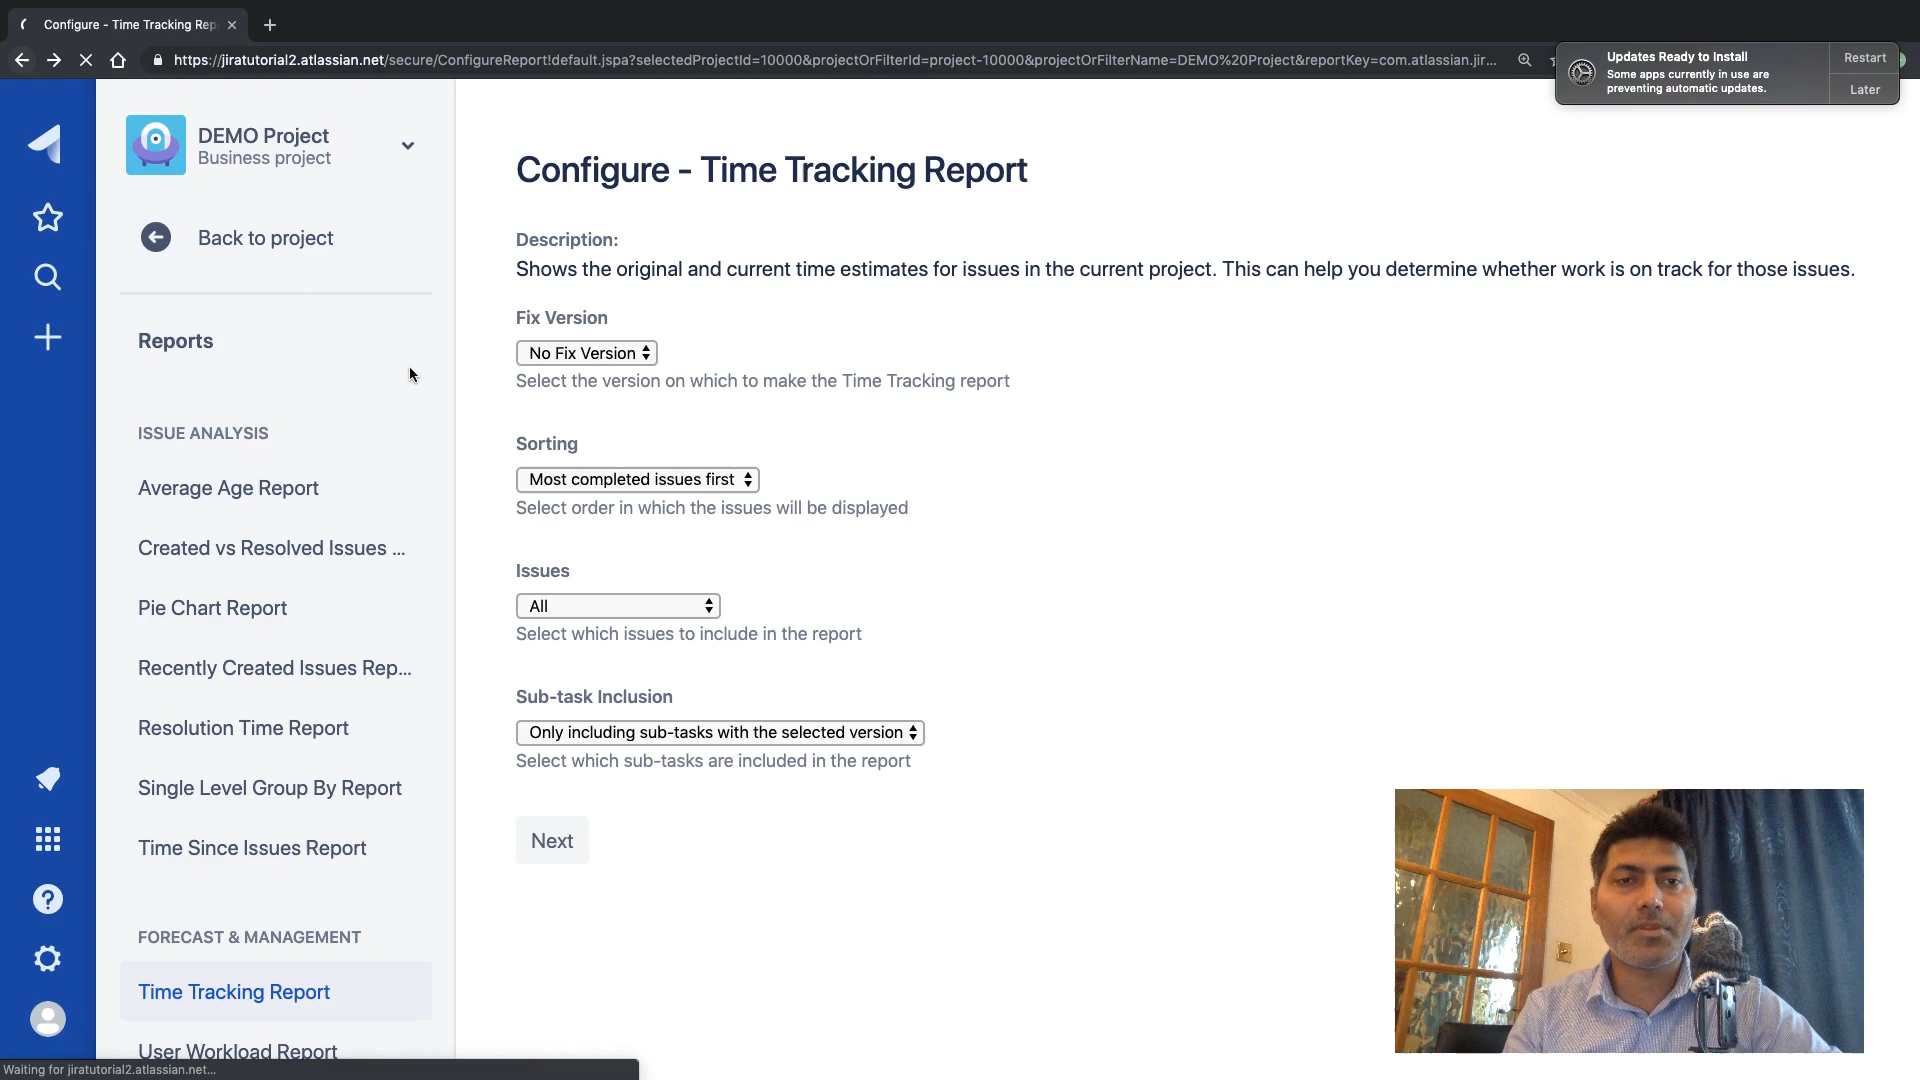 Configure - Time Tracking Rep
https://jiratutorial2.atlassian.net/secure/ConfigureReport!default.jspa?selectedProjectId=10000&projectOrFilterId=project-10000&projectOrFilterName=DEMO%20Project&reportKey=com.atlassian.jir...
Updates Ready to Install
Some apps currently in use are
preventing automatic updates.
Restart
Later
DEMO Project
Business project
Back to project
Reports
ISSUE ANALYSIS
Average Age Report
Created vs Resolved Issues ...
Pie Chart Report
Recently Created Issues Rep...
Resolution Time Report
Single Level Group By Report
Time Since Issues Report
FORECAST & MANAGEMENT
Time Tracking Report
User Workload Report
Configure - Time Tracking Report
Description:
Shows the original and current time estimates for issues in the current project. This can help you determine whether work is on track for those issues.
Fix Version
No Fix Version
Select the version on which to make the Time Tracking report
Sorting
Most completed issues first
Select order in which the issues will be displayed
Issues
All
Select which issues to include in the report
Sub-task Inclusion
Only including sub-tasks with the selected version
Select which sub-tasks are included in the report
Next
Waiting for jiratutorial2.atlassian.net...